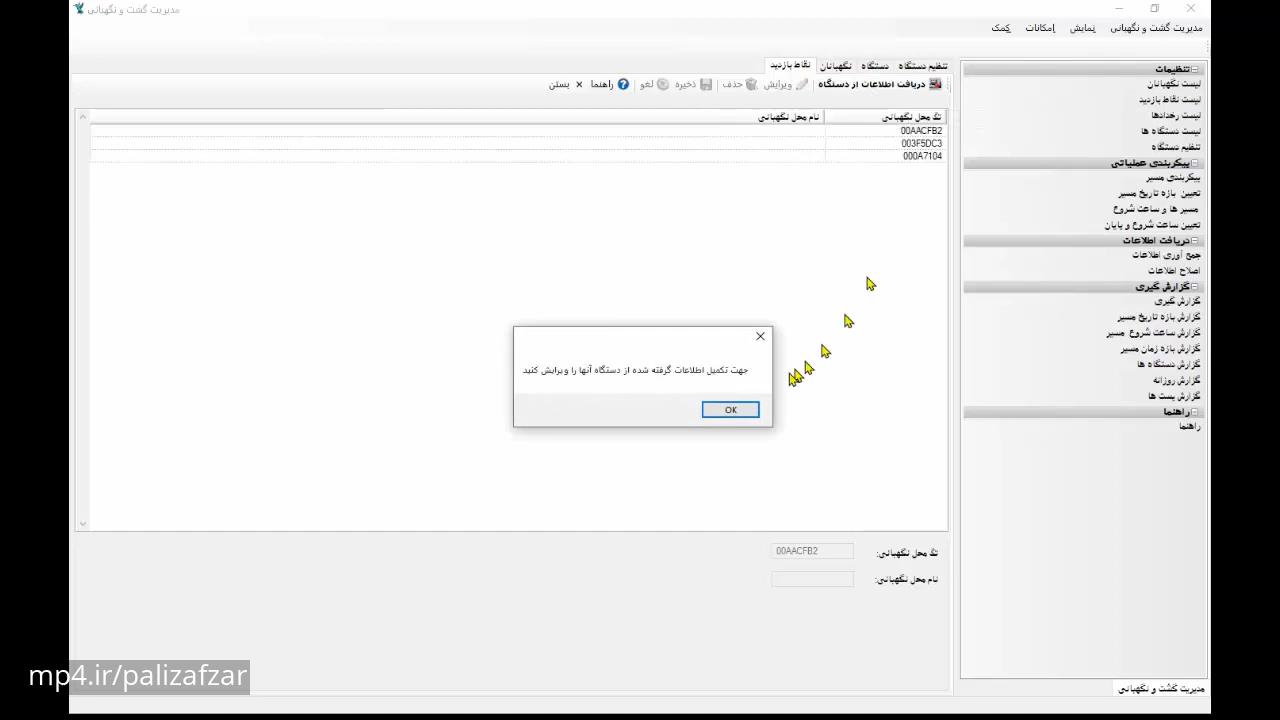 مدیریت گشت و نگهبانی
مدیریت گشت و نگهبانی نمایش امکانات کمک
تنظیم دستگاه دستگاه نگهبانان نقاط بازدید
دریافت اطلاعات از دستگاه ویرایش حذف ذخیره لغو راهنما بستن
تگ محل نگهبانی نام محل نگهبانی
00AACFB2
003F5DC3
000A7104
تنظیمات
لیست نگهبانان
لیست نقاط بازدید
لیست رخدادها
لیست دستگاه ها
تنظیم دستگاه
پیکربندی عملیاتی
پیکربندی مسیر
تعیین بازه تاریخ مسیر
مسیر ها و ساعت شروع
تعیین ساعت شروع و پایان
دریافت اطلاعات
جمع آوری اطلاعات
اصلاح اطلاعات
گزارش گیری
گزارش گیری
گزارش بازه تاریخ مسیر
گزارش ساعت شروع مسیر
گزارش بازه زمان مسیر
گزارش دستگاه ها
گزارش روزانه
گزارش پست ها
راهنما
راهنما
مدیریت گشت و نگهبانی
جهت تکمیل اطلاعات گرفته شده از دستگاه آنها را ویرایش کنید
OK
تگ محل نگهبانی: 00AACFB2
نام محل نگهبانی:
mp4.ir/palizafzar